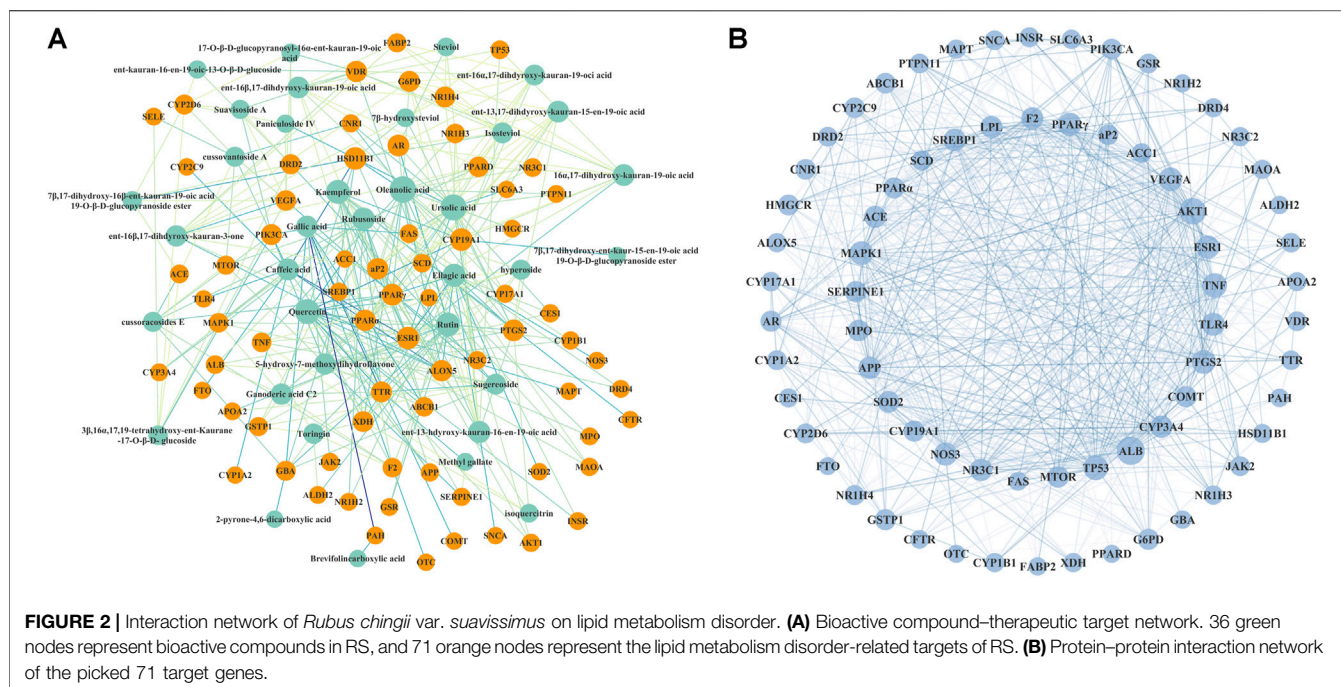 A
17-O-β-D-glucopyranosyl-16α-ent-kauran-19-oic
acid
FABP2
Steviol
TP53
ent-kauran-16-en-19-oic-13-O-β-D-glucoside
VDR
G6PD
ent-16α,17-dihdyroxy-kauran-19-oci acid
ent-16β,17-dihdyroxy-kauran-19-oic acid
NR1H4
CYP2D6
SELE
Suavisoside A
Paniculoside IV
CNR1
7β-hydroxysteviol
ent-13,17-dihdyroxy-kauran-15-en-19-oic acid
NR1H3
Isosteviol
AR
cussovantoside A
DRD2
HSD11B1
CYP2C9
PPARD
NR3C1
16α,17-dihydroxy-kauran-19-oic acid
Kaempferol
Oleanolic acid
SLC6A3
PTPN11
7β,17-dihydroxy-16β-ent-kauran-19-oic acid
19-O-β-D-glucopyranoside ester
VEGFA
Ursolic acid
Gallic acid
Rubusoside
HMGCR
ent-16β,17-dihdyroxy-kauran-3-one
PIK3CA
FAS
CYP19A1
7β,17-dihydroxy-ent-kaur-15-en-19-oic acid
19-O-β-D-glucopyranoside ester
ACE
MTOR
Caffeic acid
ACC1
aP2
SCD
Ellagic acid
hyperoside
TLR4
SREBP1
PPARγ
LPL
CYP17A1
cussoracosides E
MAPK1
Quercetin
PPARα
Rutin
CES1
PTGS2
CYP1B1
TNF
ESR1
CYP3A4
ALB
5-hydroxy-7-methoxydihydroflavone
ALOX5
NR3C2
NOS3
FTO
Ganoderic acid C2
TTR
Sugereoside
MAPT
DRD4
APOA2
ABCB1
CFTR
3β,16α,17,19-tetrahydroxy-ent-Kaurane
-17-O-β-D- glucoside
GSTP1
Toringin
XDH
ent-13-hdyroxy-kauran-16-en-19-oic acid
MPO
CYP1A2
GBA
JAK2
F2
APP
Methyl gallate
SOD2
MAOA
ALDH2
NR1H2
GSR
SERPINE1
2-pyrone-4,6-dicarboxylic acid
isoquercitrin
INSR
PAH
COMT
SNCA
AKT1
Brevifolincarboxylic acid
OTC
B
SNCA
INSR
SLC6A3
PIK3CA
MAPT
GSR
PTPN11
NR1H2
ABCB1
DRD4
CYP2C9
NR3C2
DRD2
MAOA
CNR1
ALDH2
HMGCR
SELE
ALOX5
APOA2
CYP17A1
VDR
AR
TTR
CYP1A2
PAH
CES1
HSD11B1
CYP2D6
JAK2
FTO
NR1H3
NR1H4
GBA
GSTP1
G6PD
CFTR
PPARD
OTC
XDH
CYP1B1
FABP2
F2
PPARγ
LPL
aP2
SREBP1
ACC1
SCD
VEGFA
PPARα
AKT1
ACE
ESR1
MAPK1
TNF
SERPINE1
TLR4
MPO
PTGS2
APP
COMT
SOD2
CYP3A4
CYP19A1
ALB
NOS3
TP53
NR3C1
MTOR
FAS
FIGURE 2 | Interaction network of Rubus chingii var. suavissimus on lipid metabolism disorder. (A) Bioactive compound–therapeutic target network. 36 green
nodes represent bioactive compounds in RS, and 71 orange nodes represent the lipid metabolism disorder-related targets of RS. (B) Protein–protein interaction network
of the picked 71 target genes.